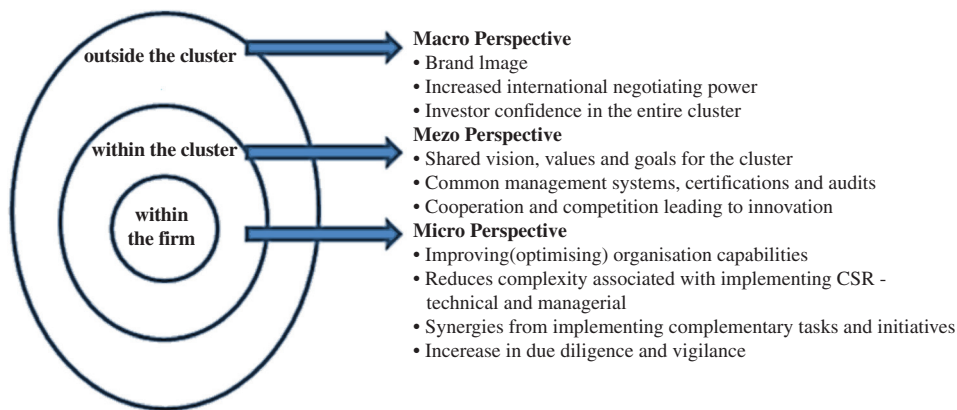 outside the cluster
within the cluster
within
the firm
Macro Perspective
• Brand lmage
• Increased international negotiating power
• Investor confidence in the entire cluster
Mezo Perspective
• Shared vision, values and goals for the cluster
• Common management systems, certifications and audits
• Cooperation and competition leading to innovation
Micro Perspective
• Improving(optimising) organisation capabilities
• Reduces complexity associated with implementing CSR -
technical and managerial
• Synergies from implementing complementary tasks and initiatives
• Incerease in due diligence and vigilance